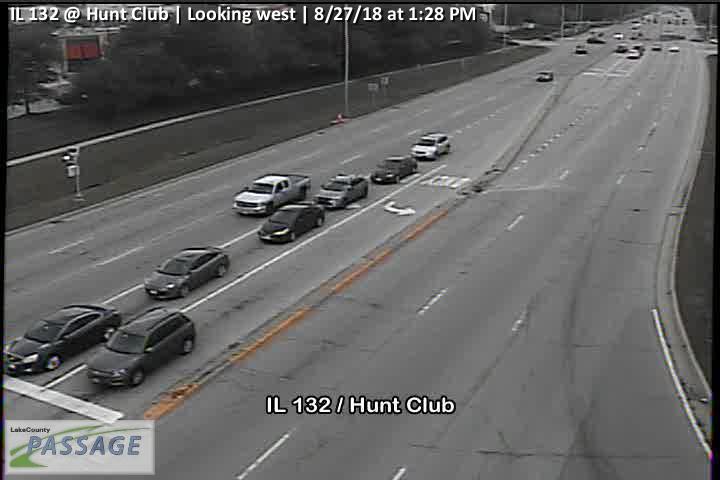 IL 132 @ Hunt Club | Looking west | 8/27/18 at 1:28 PM
IL 132 / Hunt Club
LakeCounty
PASSAGE